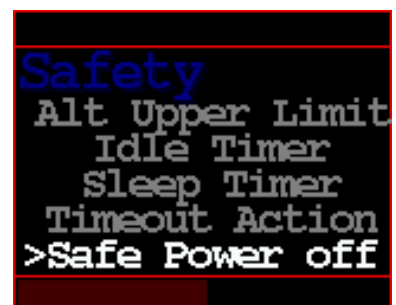 Safety
Alt Upper Limit
Idle Timer
Sleep Timer
Timeout Action
>Safe Power off